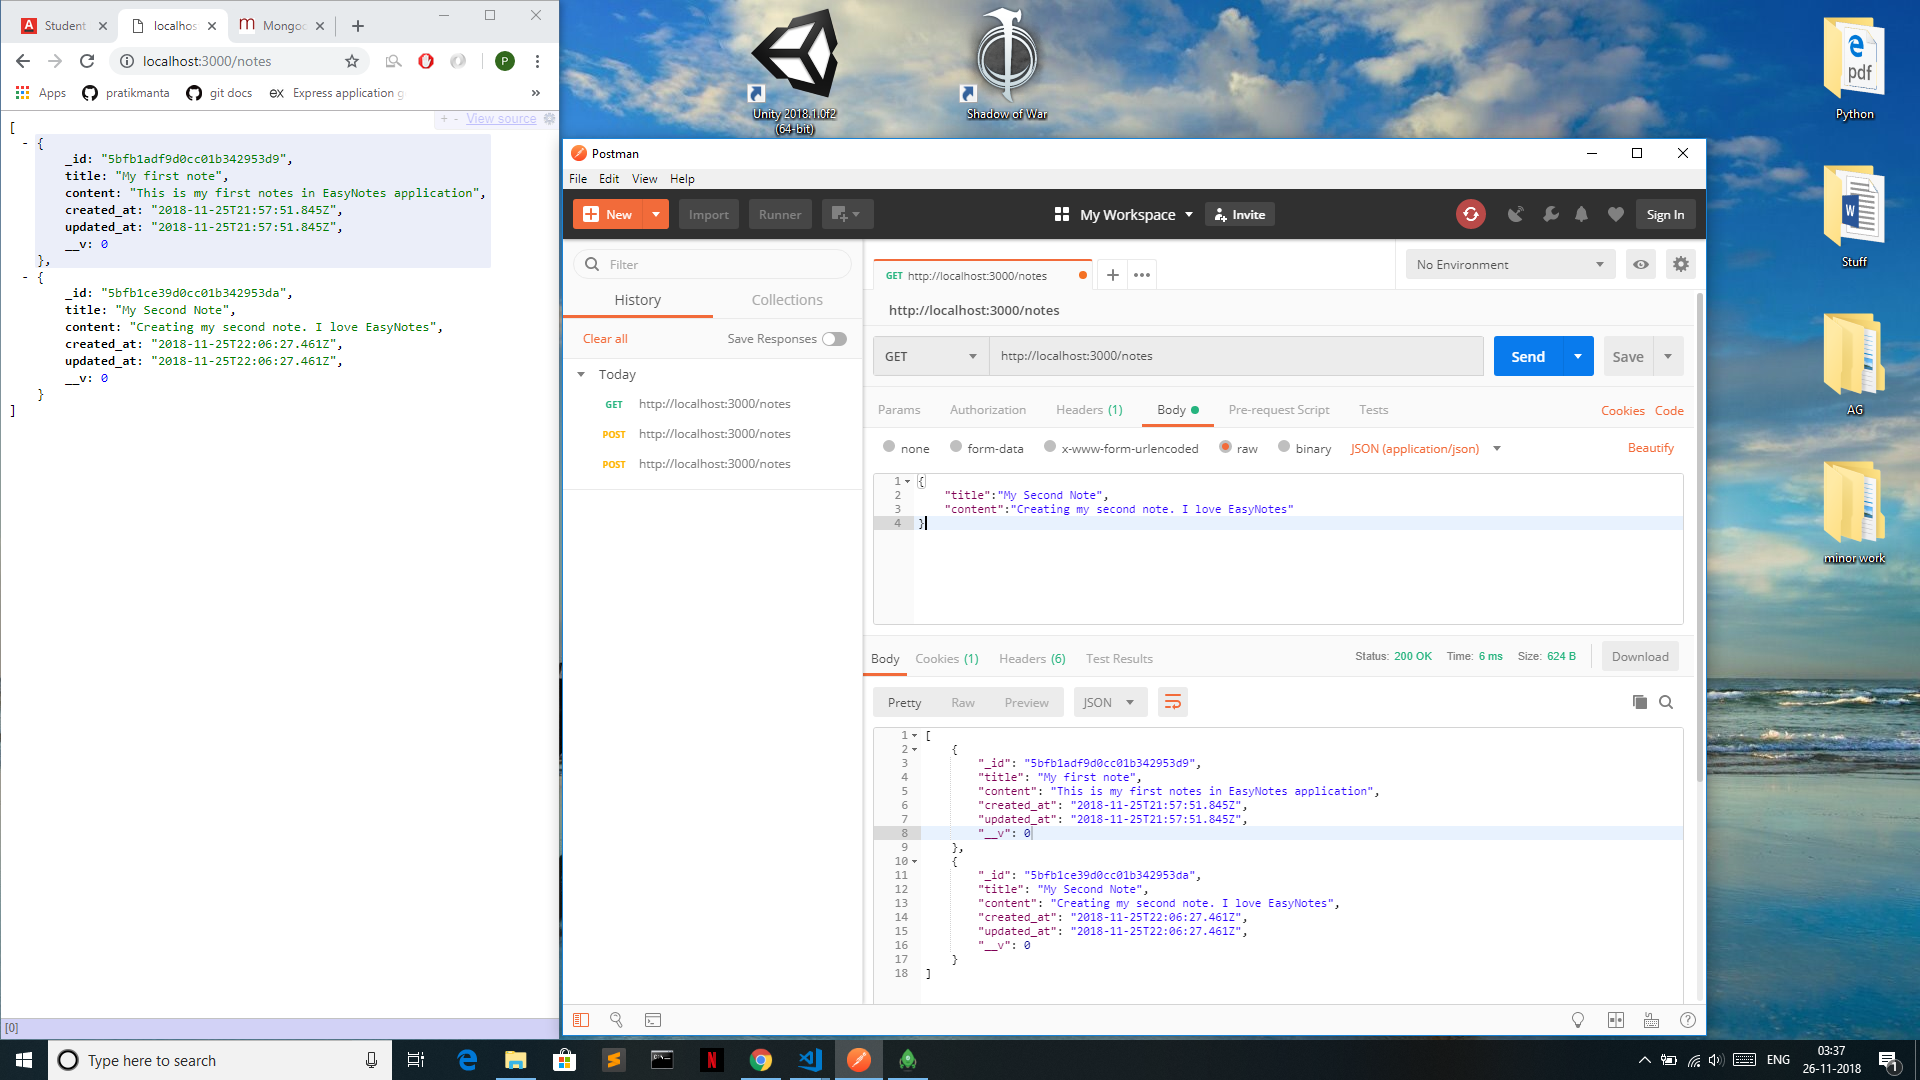 Student
localhos
Mongoo
localhost:3000/notes
P
Apps
pratikmanta
git docs
eX
Express application g
»
+ - View source
[
- {
_id: "5bfb1adf9d0cc01b342953d9",
title: "My first note",
content: "This is my first notes in EasyNotes application",
created_at: "2018-11-25T21:57:51.845Z",
updated_at: "2018-11-25T21:57:51.845Z",
__v: 0
},
- {
_id: "5bfb1ce39d0cc01b342953da",
title: "My Second Note",
content: "Creating my second note. I love EasyNotes",
created_at: "2018-11-25T22:06:27.461Z",
updated_at: "2018-11-25T22:06:27.461Z",
__v: 0
}
]
[0]
Unity 2018.1.0f2
(64-bit)
Shadow of War
pdf
Python
Stuff
AG
minor work
Postman
File Edit View Help
New
Import
Runner
My Workspace
Invite
Sign In
Filter
History
Collections
Clear all
Save Responses
Today
GET http://localhost:3000/notes
POST http://localhost:3000/notes
POST http://localhost:3000/notes
GET http://localhost:3000/notes
No Environment
http://localhost:3000/notes
GET
http://localhost:3000/notes
Send
Save
Params Authorization Headers (1) Body Pre-request Script Tests
Cookies Code
none form-data x-www-form-urlencoded raw binary JSON (application/json)
Beautify
1 {
2 "title":"My Second Note",
3 "content":"Creating my second note. I love EasyNotes"
4 }
Body Cookies (1) Headers (6) Test Results
Status: 200 OK Time: 6 ms Size: 624 B
Download
Pretty Raw Preview JSON
1 [
2 {
3 "_id": "5bfb1adf9d0cc01b342953d9",
4 "title": "My first note",
5 "content": "This is my first notes in EasyNotes application",
6 "created_at": "2018-11-25T21:57:51.845Z",
7 "updated_at": "2018-11-25T21:57:51.845Z",
8 "__v": 0
9 },
10 {
11 "_id": "5bfb1ce39d0cc01b342953da",
12 "title": "My Second Note",
13 "content": "Creating my second note. I love EasyNotes",
14 "created_at": "2018-11-25T22:06:27.461Z",
15 "updated_at": "2018-11-25T22:06:27.461Z",
16 "__v": 0
17 }
18 ]
Type here to search
ENG
03:37
26-11-2018
1